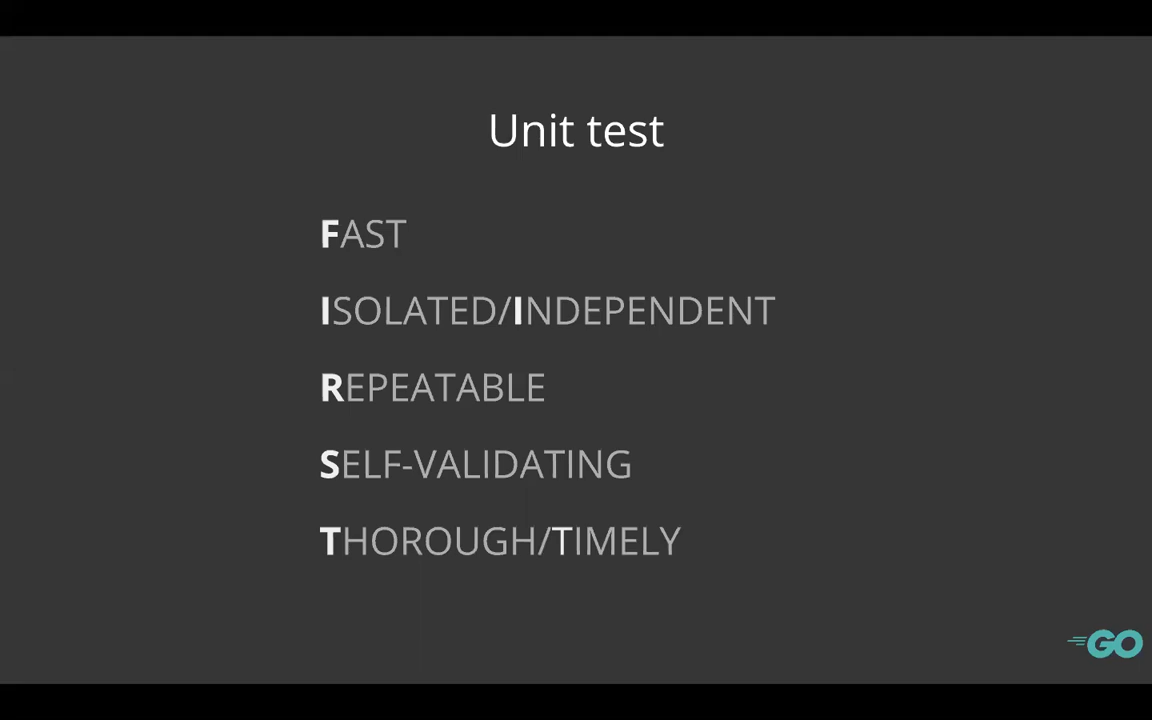 Unit test
FAST
ISOLATED/INDEPENDENT
REPEATABLE
SELF-VALIDATING
THOROUGH/TIMELY
GO